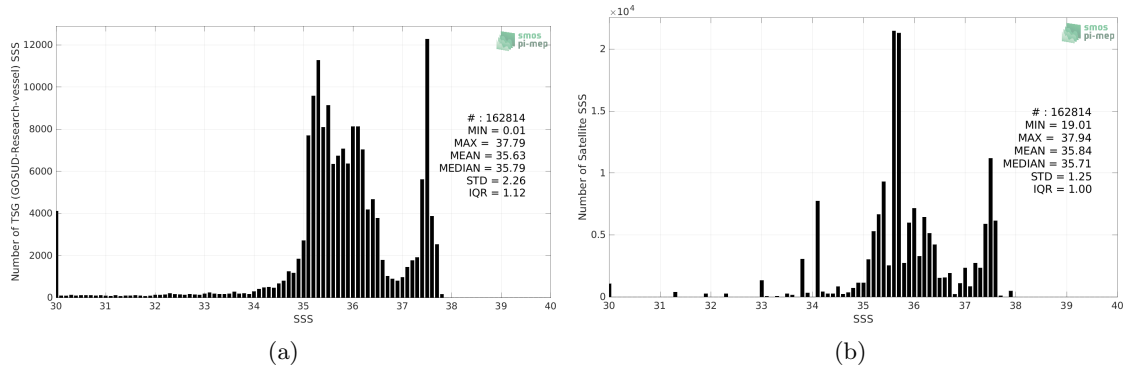 Number of TSG (GOSUD-Research-vessel) SSS
12000
10000
8000
6000
4000
2000
0
30 31 32 33 34 35 36 37 38 39 40
SSS
smos
pi-mep
# : 162814
MIN = 0.01
MAX = 37.79
MEAN = 35.63
MEDIAN = 35.79
STD = 2.26
IQR = 1.12
(a)
×10⁴
Number of Satellite SSS
2
1.5
1
0.5
0
30 31 32 33 34 35 36 37 38 39 40
SSS
smos
pi-mep
# : 162814
MIN = 19.01
MAX = 37.94
MEAN = 35.84
MEDIAN = 35.71
STD = 1.25
IQR = 1.00
(b)